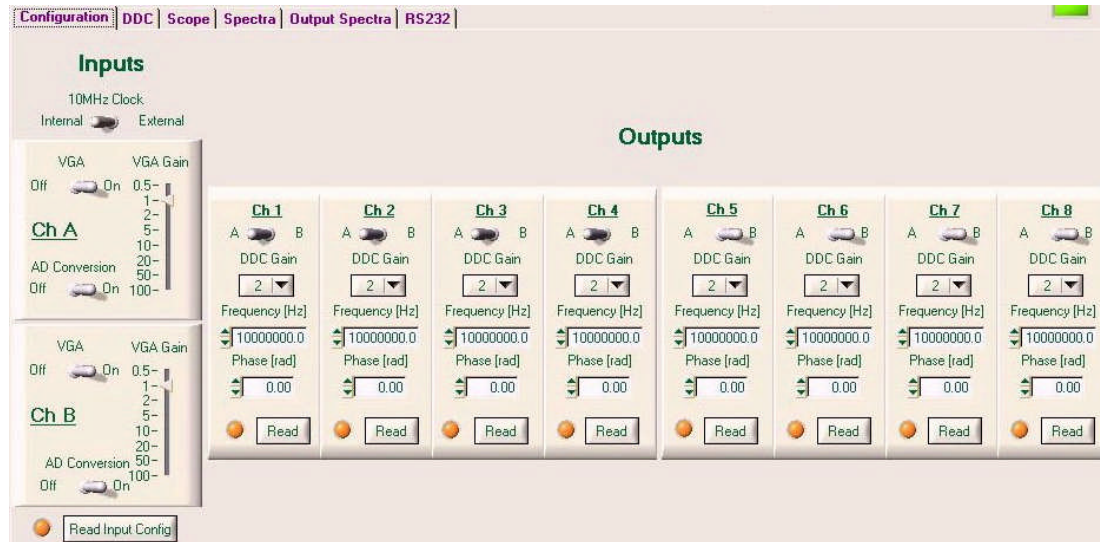 Configuration DDC Scope Spectra Output Spectra RS232
Inputs
10MHz Clock
Internal External
VGA VGA Gain
Off On
0.5-
1-
2-
5-
10-
20-
50-
100-
Ch A
AD Conversion
Off On
VGA VGA Gain
Off On
0.5-
1-
2-
5-
10-
20-
50-
100-
Ch B
AD Conversion
Off On
Read Input Config
Outputs
Ch 1 Ch 2 Ch 3 Ch 4 Ch 5 Ch 6 Ch 7 Ch 8
A B A B A B A B A B A B A B A B
DDC Gain DDC Gain DDC Gain DDC Gain DDC Gain DDC Gain DDC Gain DDC Gain
2 2 2 2 2 2 2 2
Frequency [Hz] Frequency [Hz] Frequency [Hz] Frequency [Hz] Frequency [Hz] Frequency [Hz] Frequency [Hz] Frequency [Hz]
10000000.0 10000000.0 10000000.0 10000000.0 10000000.0 10000000.0 10000000.0 10000000.0
Phase [rad] Phase [rad] Phase [rad] Phase [rad] Phase [rad] Phase [rad] Phase [rad] Phase [rad]
0.00 0.00 0.00 0.00 0.00 0.00 0.00 0.00
Read Read Read Read Read Read Read Read